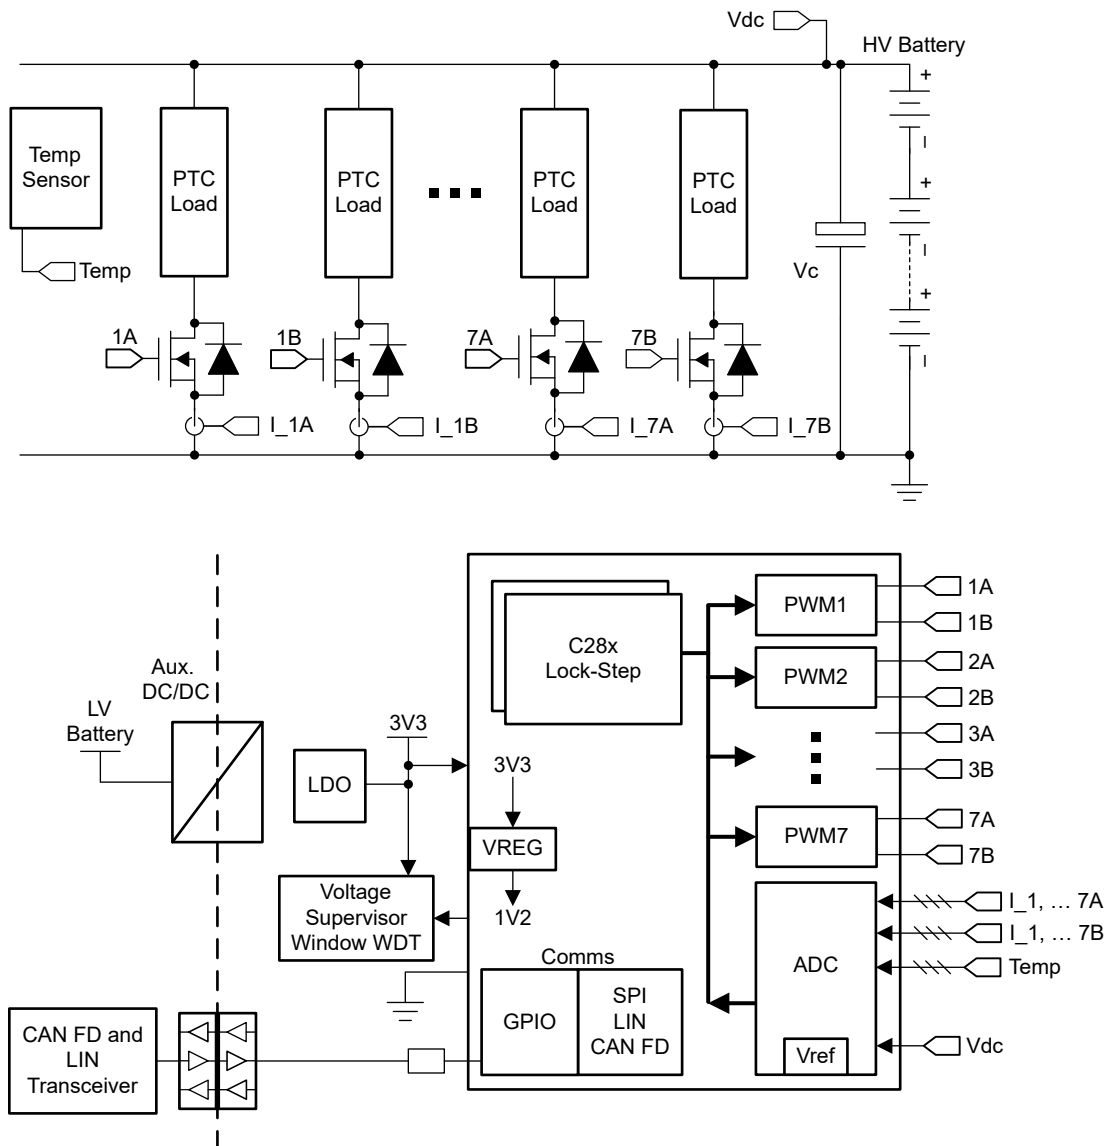 Vdc
HV Battery
+
Temp
Sensor
PTC
Load
PTC
Load
PTC
Load
PTC
Load
+
Temp
Vc
+
1A
1B
7A
7B
I_1A
I_1B
I_7A
I_7B
C28x
Lock-Step
PWM1
1A
1B
PWM2
2A
2B
3A
3B
PWM7
7A
7B
Aux.
DC/DC
LV
Battery
3V3
LDO
3V3
VREG
1V2
Voltage
Supervisor
Window WDT
ADC
I_1, ... 7A
I_1, ... 7B
Temp
Vdc
Vref
Comms
GPIO
SPI
LIN
CAN FD
CAN FD and
LIN
Transceiver